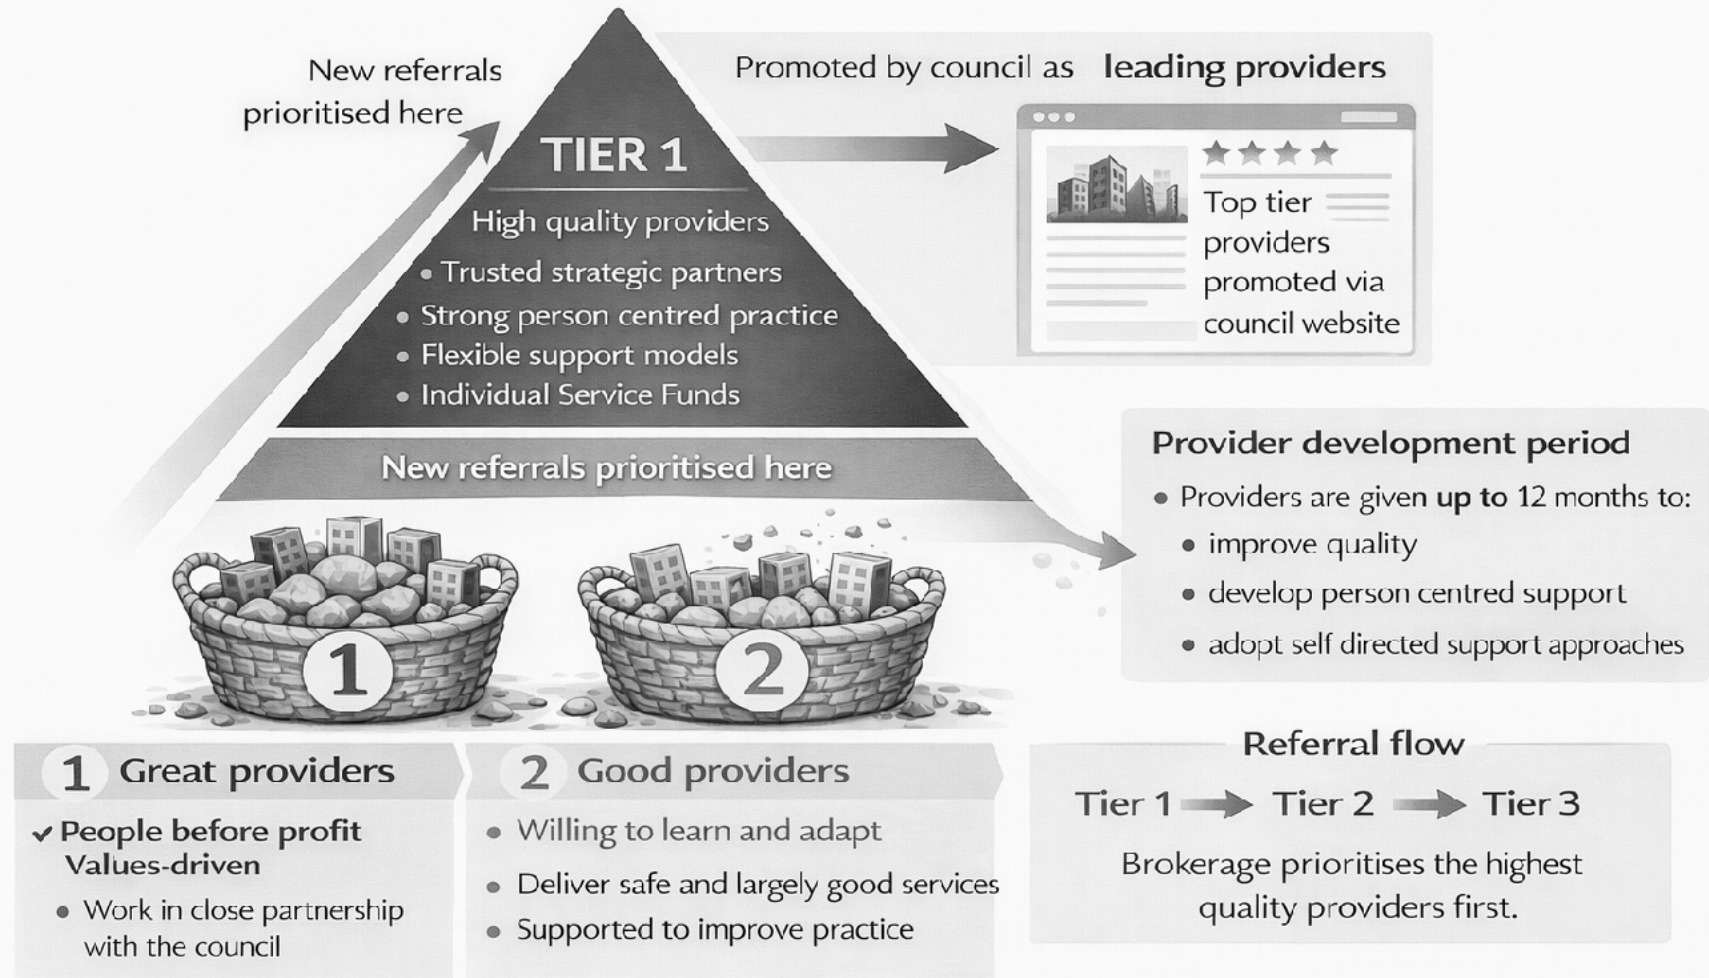 New referrals
prioritised here
Promoted by council as leading providers
TIER 1
High quality providers
• Trusted strategic partners
• Strong person centred practice
• Flexible support models
• Individual Service Funds
Top tier
providers
promoted via
council website
New referrals prioritised here
Provider development period
• Providers are given up to 12 months to:
• improve quality
• develop person centred support
• adopt self directed support approaches
1
2
1 Great providers
✓ People before profit
Values-driven
• Work in close partnership
with the council
2 Good providers
• Willing to learn and adapt
• Deliver safe and largely good services
• Supported to improve practice
Referral flow
Tier 1 → Tier 2 → Tier 3
Brokerage prioritises the highest
quality providers first.